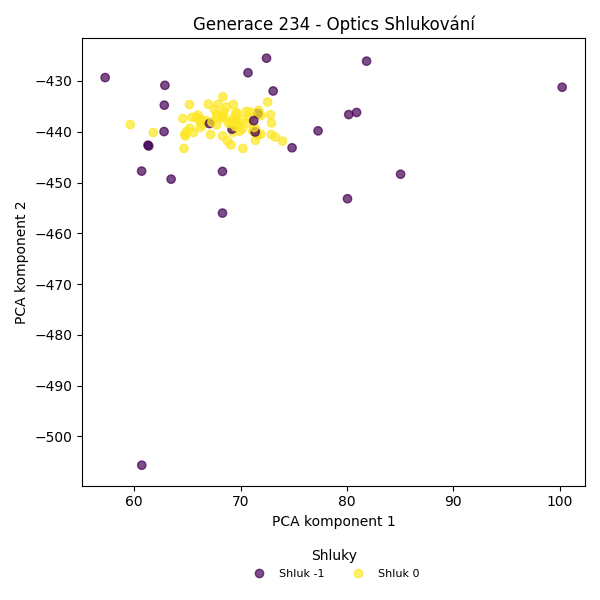 Generace 234 - Optics Shlukování
−430
−440
−450
−460
−470
−480
−490
−500
PCA komponent 2
60
70
80
90
100
PCA komponent 1
Shluky
Shluk -1
Shluk 0